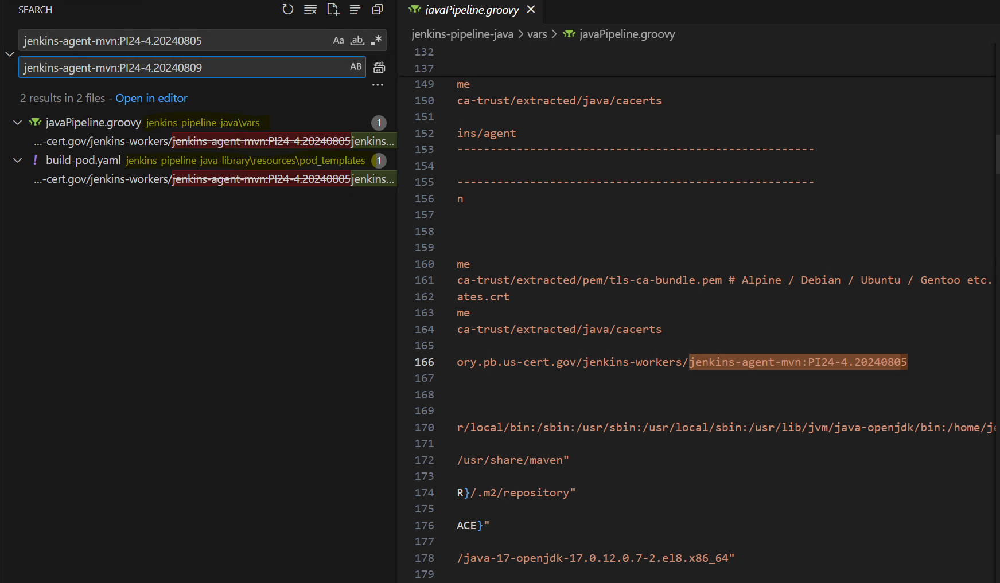 SEARCH
jenkins-agent-mvn:PI24-4.20240805 Aa ab .*
jenkins-agent-mvn:PI24-4.20240809 AB
2 results in 2 files - Open in editor
javaPipeline.groovy jenkins-pipeline-java\vars 1
...-cert.gov/jenkins-workers/jenkins-agent-mvn:PI24-4.20240805jenkins...
! build-pod.yaml jenkins-pipeline-java-library\resources\pod_templates 1
...-cert.gov/jenkins-workers/jenkins-agent-mvn:PI24-4.20240805jenkins...
javaPipeline.groovy ×
jenkins-pipeline-java > vars > javaPipeline.groovy
132
137
149 me
150 ca-trust/extracted/java/cacerts
151
152 ins/agent
153 ------------------------------------------------------
154
155 ------------------------------------------------------
156 n
157
158
159
160 me
161 ca-trust/extracted/pem/tls-ca-bundle.pem # Alpine / Debian / Ubuntu / Gentoo etc.
162 ates.crt
163 me
164 ca-trust/extracted/java/cacerts
165
166 ory.pb.us-cert.gov/jenkins-workers/jenkins-agent-mvn:PI24-4.20240805
167
168
169
170 r/local/bin:/sbin:/usr/sbin:/usr/local/sbin:/usr/lib/jvm/java-openjdk/bin:/home/je
171
172 /usr/share/maven"
173
174 R}/.m2/repository"
175
176 ACE}"
177
178 /java-17-openjdk-17.0.12.0.7-2.el8.x86_64"
179